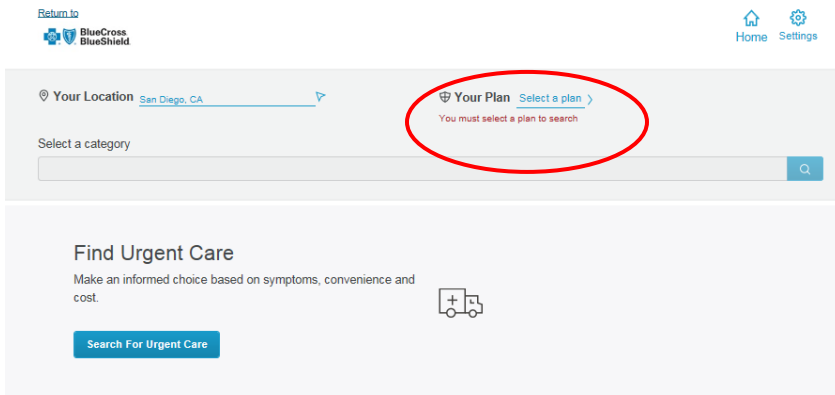 Return to
BlueCross
BlueShield.
Home Settings
Your Location San Diego, CA
Your Plan Select a plan
You must select a plan to search
Select a category
Find Urgent Care
Make an informed choice based on symptoms, convenience and
cost.
Search For Urgent Care